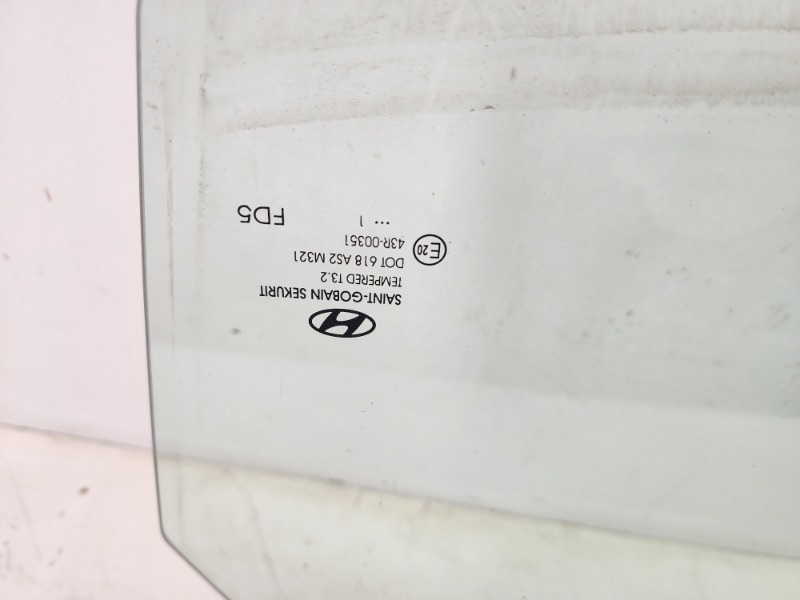 SAINT-GOBAIN SEKURIT
TEMPERED T3.2
DOT 618 AS2 M321
E20 43R-00351
... 1
FD5